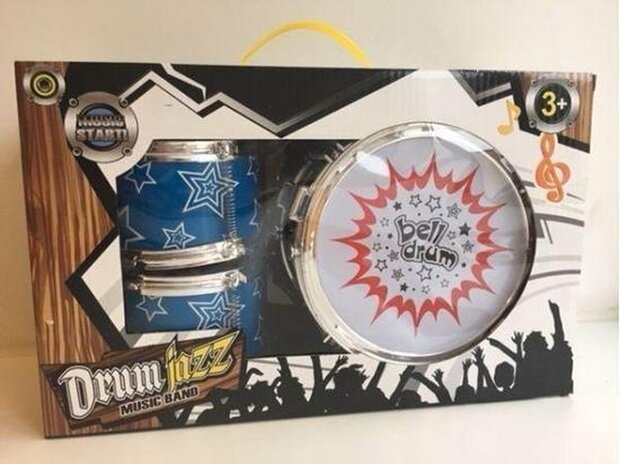 MUSIC
START!
3+
bell
drum
Drum jazz
MUSIC BAND